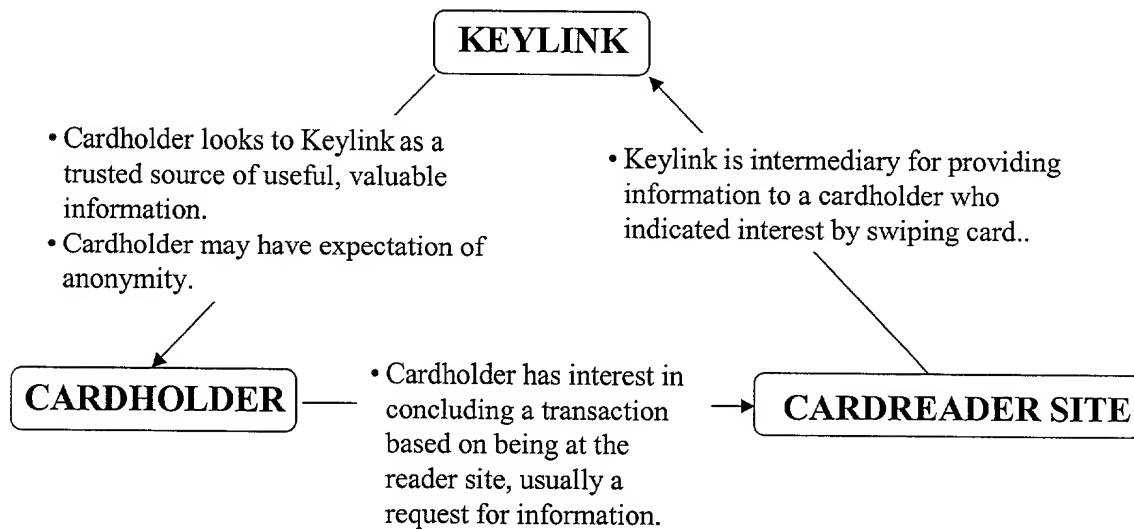 KEYLINK
• Cardholder looks to Keylink as a
trusted source of useful, valuable
information.
• Cardholder may have expectation of
anonymity.
• Keylink is intermediary for providing
information to a cardholder who
indicated interest by swiping card..
CARDHOLDER
• Cardholder has interest in
concluding a transaction
based on being at the
reader site, usually a
request for information.
CARDREADER SITE